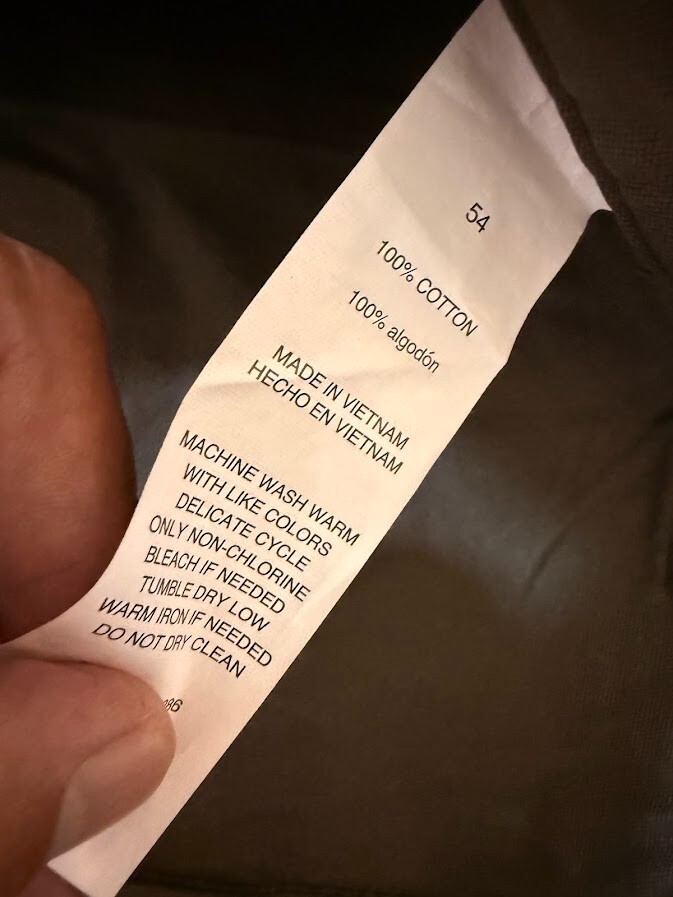 54
100% COTTON
100% algodón
MADE IN VIETNAM
HECHO EN VIETNAM
MACHINE WASH WARM
WITH LIKE COLORS
DELICATE CYCLE
ONLY NON-CHLORINE
BLEACH IF NEEDED
TUMBLE DRY LOW
WARM IRON IF NEEDED
DO NOT DRY CLEAN